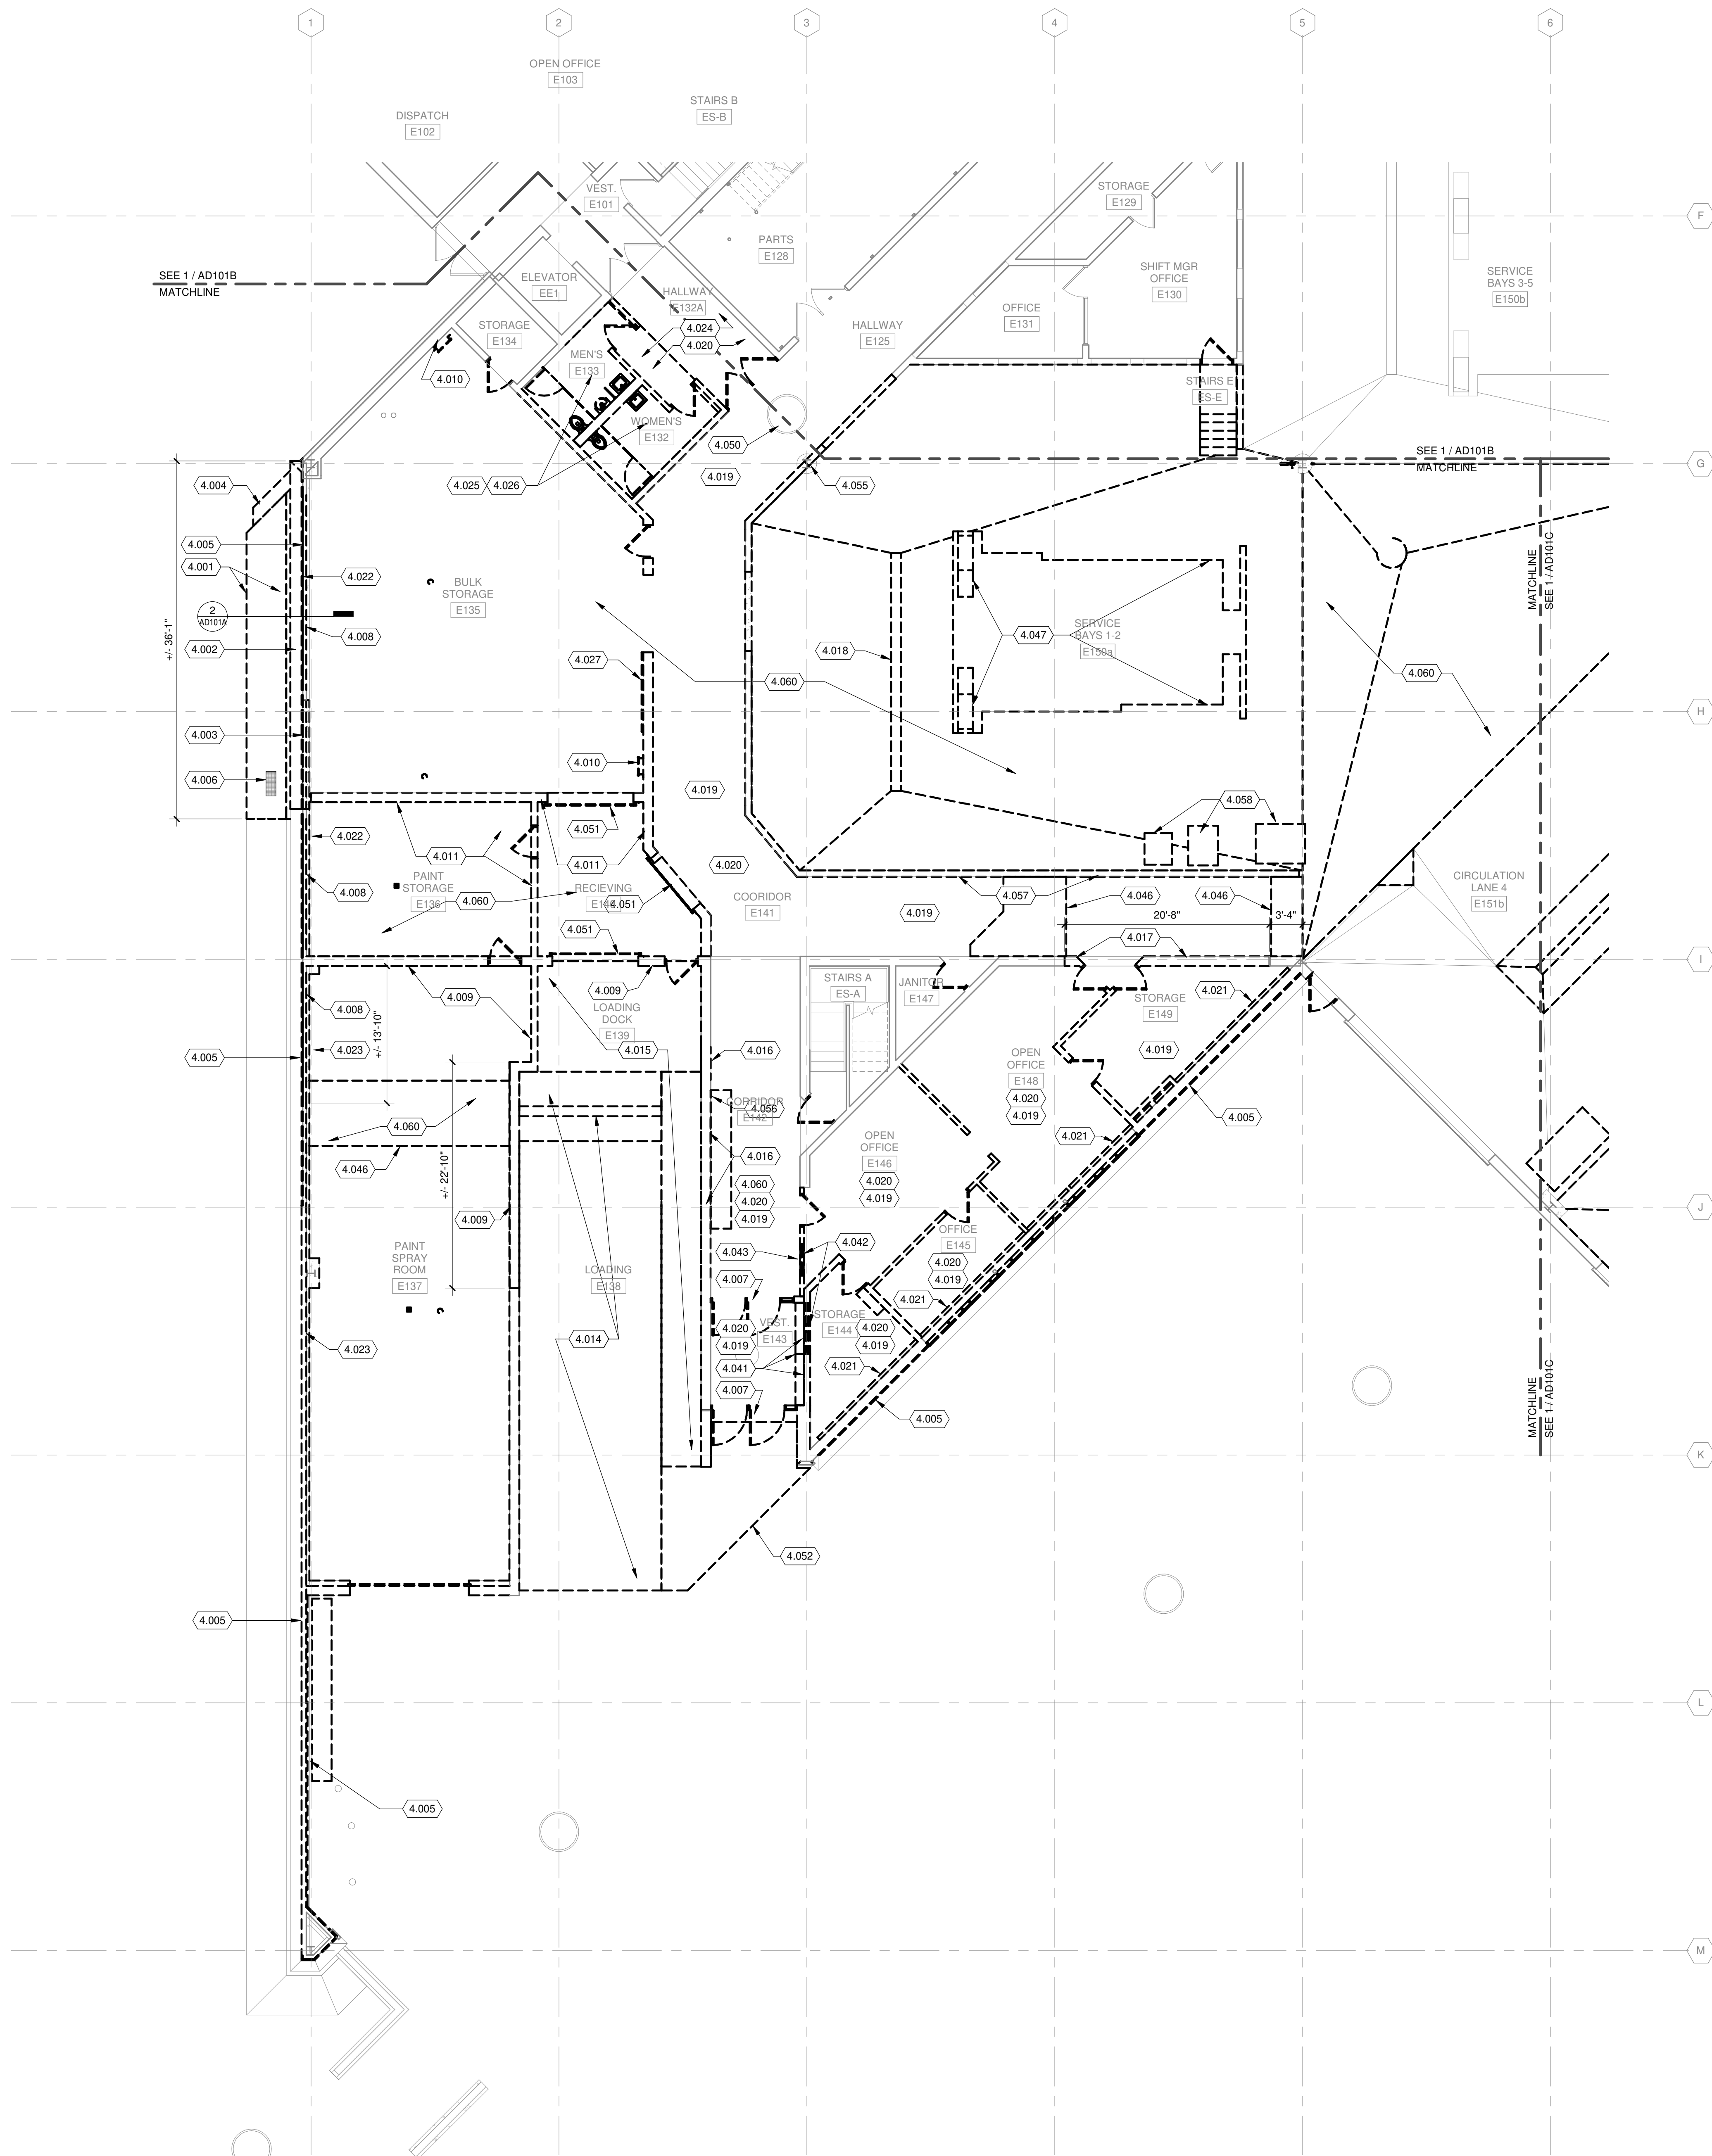 1
2
3
4
5
6
OPEN OFFICE
E103
STAIRS B
ES-B
DISPATCH
E102
VEST.
E101
STORAGE
E129
F
PARTS
E128
SEE 1 / AD101B
MATCHLINE
ELEVATOR
EE1
HALLWAY
E132A
SHIFT MGR
OFFICE
E130
SERVICE
BAYS 3-5
E150b
STORAGE
E134
4.024
4.020
HALLWAY
E125
OFFICE
E131
MEN'S
E133
4.010
STAIRS E
ES-E
WOMEN'S
E132
4.050
SEE 1 / AD101B
MATCHLINE
G
4.004
4.025
4.026
4.019
4.055
4.005
4.001
4.022
BULK
STORAGE
E135
MATCHLINE
SEE 1 / AD101C
2
AD101A
+/- 36'-1"
4.008
4.002
4.027
4.018
4.047
SERVICE
BAYS 1-2
E150a
4.060
4.060
H
4.003
4.006
4.010
4.019
4.058
4.022
4.051
4.011
4.011
4.020
4.008
PAINT
STORAGE
E136
4.060
RECIEVING
E140
4.051
COORIDOR
E141
4.057
4.046
4.046
CIRCULATION
LANE 4
E151b
4.019
20'-8"
3'-4"
4.051
4.017
I
4.009
4.009
STAIRS A
ES-A
JANITOR
E147
4.021
STORAGE
E149
4.008
LOADING
DOCK
E139
+/- 13'-10"
4.023
4.005
4.015
4.016
4.019
OPEN
OFFICE
E148
4.020
4.019
CORRIDOR
E142
4.056
4.005
4.060
4.021
OPEN
OFFICE
E146
4.020
4.019
4.046
4.016
+/- 22'-10"
4.060
4.020
4.019
J
4.009
OFFICE
E145
4.020
4.019
PAINT
SPRAY
ROOM
E137
LOADING
E138
4.043
4.042
4.007
4.021
4.020
4.019
VEST.
E143
STORAGE
E144
4.020
4.019
4.014
4.023
4.041
4.021
4.007
4.005
MATCHLINE
SEE 1 / AD101C
K
4.052
4.005
L
4.005
M